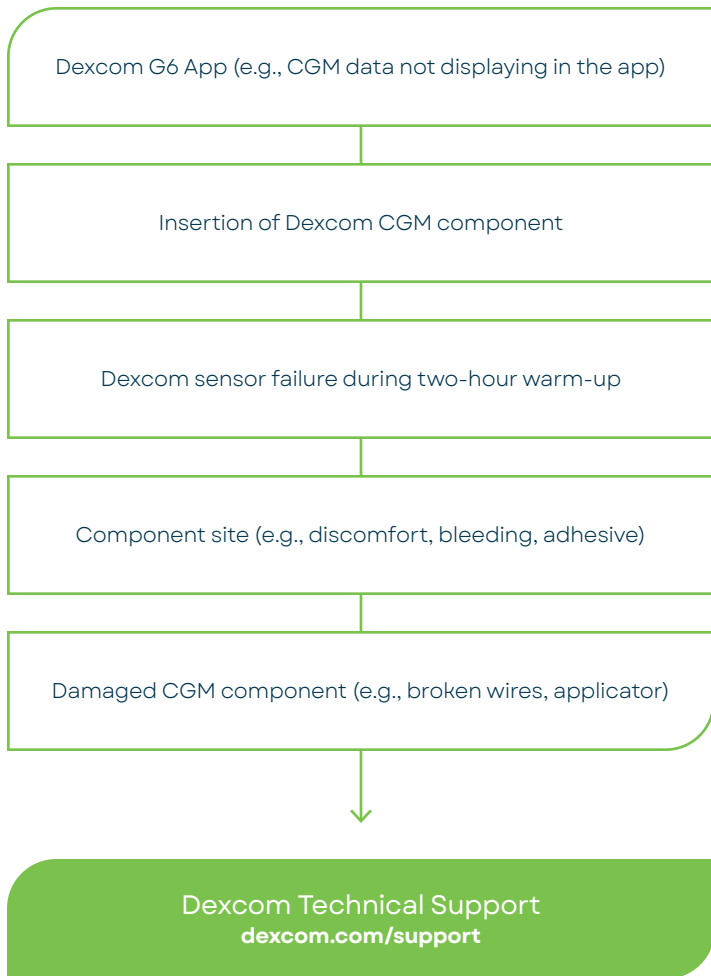 Dexcom G6 App (e.g., CGM data not displaying in the app)
Insertion of Dexcom CGM component
Dexcom sensor failure during two-hour warm-up
Component site (e.g., discomfort, bleeding, adhesive)
Damaged CGM component (e.g., broken wires, applicator)
Dexcom Technical Support
dexcom.com/support